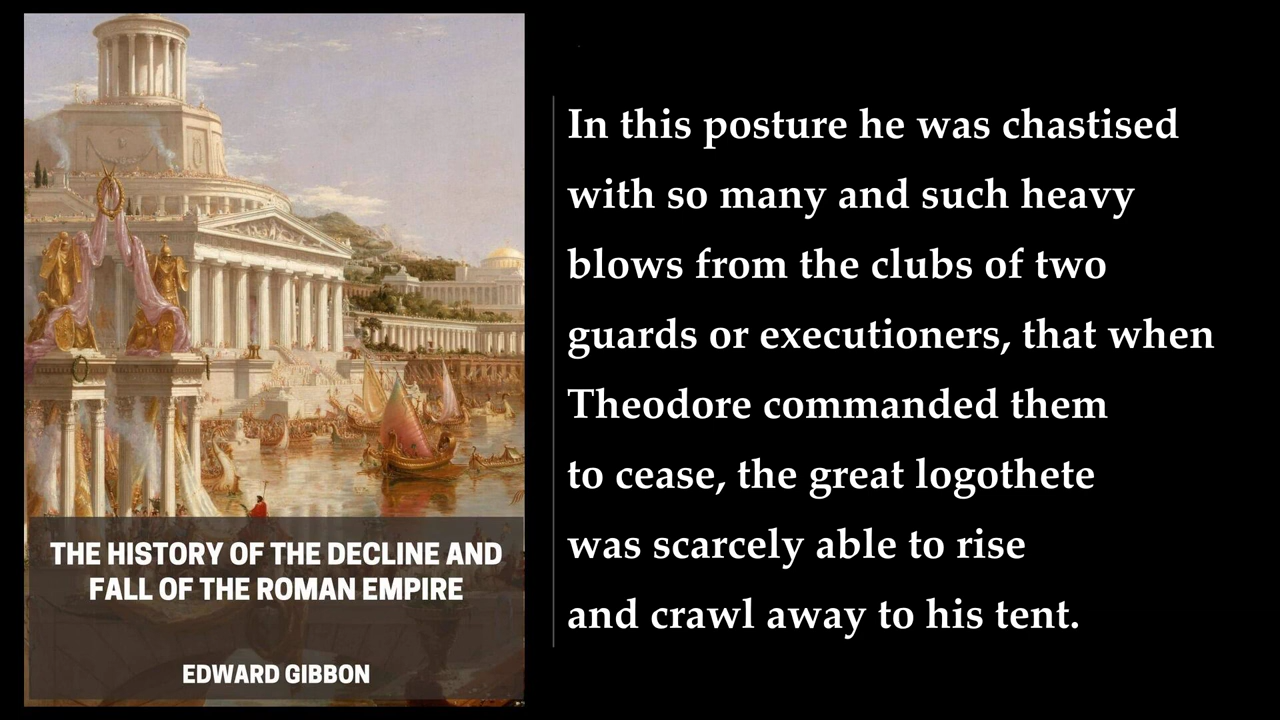 THE HISTORY OF THE DECLINE AND
FALL OF THE ROMAN EMPIRE
EDWARD GIBBON
In this posture he was chastised
with so many and such heavy
blows from the clubs of two
guards or executioners, that when
Theodore commanded them
to cease, the great logothete
was scarcely able to rise
and crawl away to his tent.